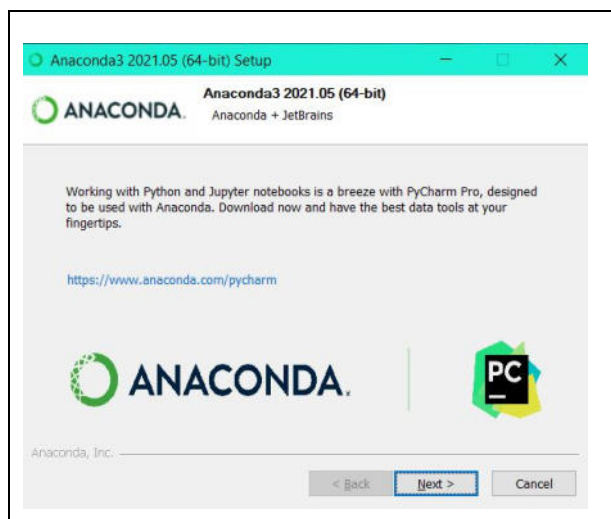 Anaconda3 2021.05 (64-bit) Setup
ANACONDA.
Anaconda3 2021.05 (64-bit)
Anaconda + JetBrains
Working with Python and Jupyter notebooks is a breeze with PyCharm Pro, designed
to be used with Anaconda. Download now and have the best data tools at your
fingertips.
https://www.anaconda.com/pycharm
ANACONDA.
PC
Anaconda, Inc.
< Back
Next >
Cancel